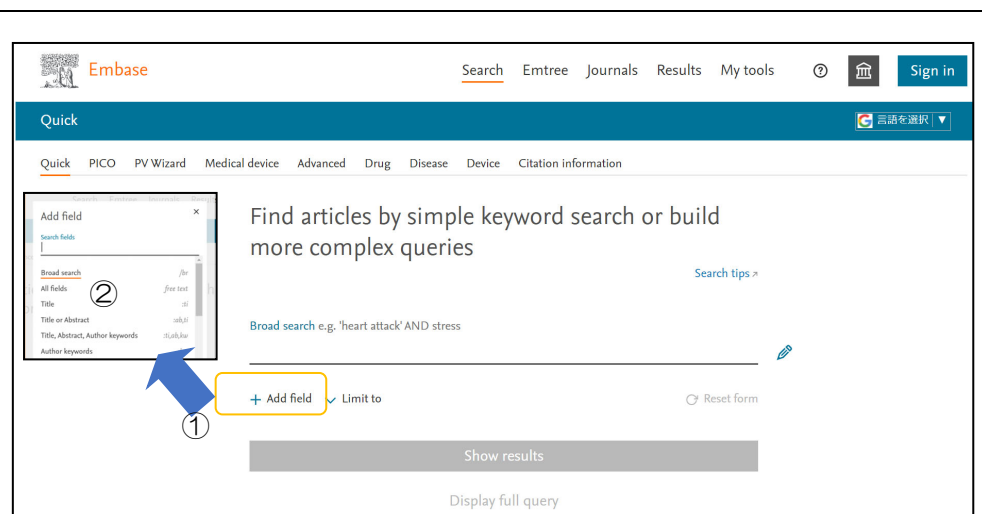 Embase
Search Emtree Journals Results My tools ? Sign in
Quick
言語を選択 ▼
Quick PICO PV Wizard Medical device Advanced Drug Disease Device Citation information
Add field ×
Search fields
Broad search /br
All fields free text
②
Title :ti
Title or Abstract :ab,ti
Title, Abstract, Author keywords :ti,ab,kw
Author keywords
①
Find articles by simple keyword search or build
more complex queries
Search tips
Broad search e.g. 'heart attack' AND stress
+ Add field Limit to
Reset form
Show results
Display full query